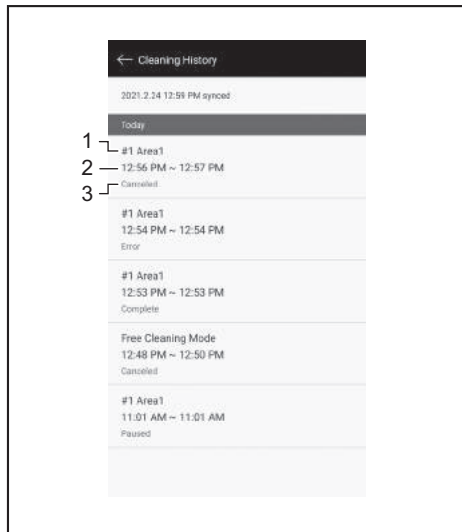 ← Cleaning History
2021.2.24 12:59 PM synced
Today
1
#1 Area1
2
12:56 PM ~ 12:57 PM
3
Canceled
#1 Area1
12:54 PM ~ 12:54 PM
Error
#1 Area1
12:53 PM ~ 12:53 PM
Complete
Free Cleaning Mode
12:48 PM ~ 12:50 PM
Canceled
#1 Area1
11:01 AM ~ 11:01 AM
Paused